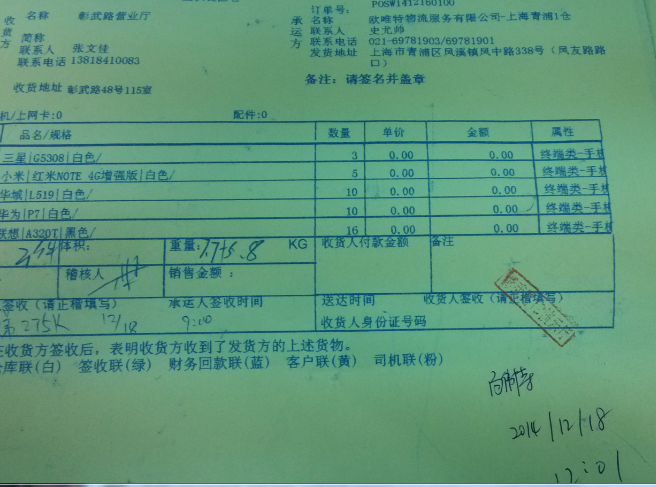 订单号: POSW1412160100
收 名称 彰武路营业厅 承 名称 欧唯特物流服务有限公司-上海青浦1仓
货 简称 运 联系人 史尤帅
方 联系人 张文佳 方 联系电话 021-69781903/69781901
联系电话 13818410083 发货地址 上海市青浦区凤溪镇凤中路338号（凤友路路口）
收货地址 彰武路48号115室 备注：请签名并盖章
机/上网卡:0 配件:0
品名/规格 数量 单价 金额 属性
三星|G5308|白色/ 3 0.00 0.00 终端类-手机
小米|红米NOTE 4G增强版|白色/ 5 0.00 0.00 终端类-手机
华域|L519|白色/ 10 0.00 0.00 终端类-手机
华为|P7|白色/ 10 0.00 0.00 终端类-手机
联想|A320T|黑色/ 16 0.00 0.00 终端类-手机
体积: 重量: KG 收货人付款金额 备注
稽核人 销售金额：
签收（请正楷填写） 承运人签收时间 送达时间 收货人签收（请正楷填写）
275K 12/18 9:00 收货人身份证号码
在收货方签收后，表明收货方收到了发货方的上述货物。
仓库联(白) 签收联(绿) 财务回款联(蓝) 客户联(黄) 司机联(粉)
2014/12/18
12:01